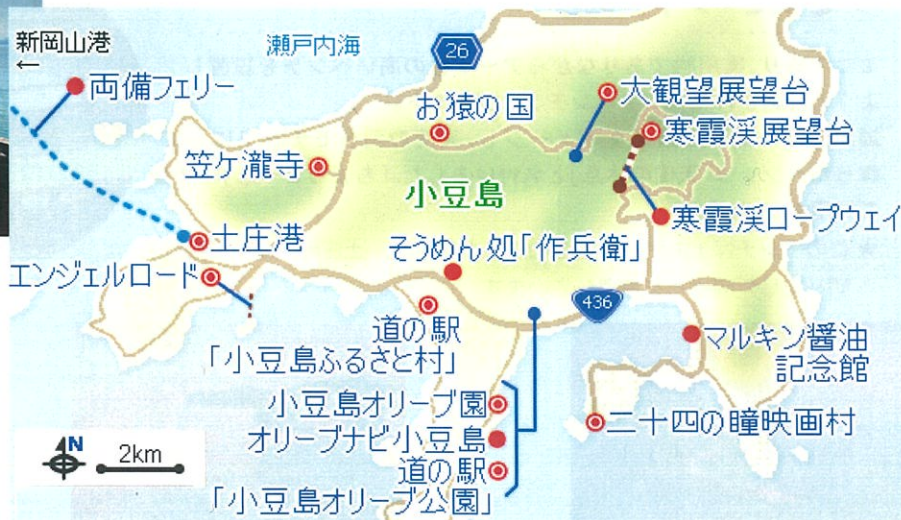 新岡山港
←
瀬戸内海
26
両備フェリー
お猿の国
大観望展望台
寒霞渓展望台
笠ケ瀧寺
小豆島
土庄港
寒霞渓ロープウェイ
そうめん処「作兵衛」
エンジェルロード
436
道の駅
「小豆島ふるさと村」
マルキン醤油
記念館
小豆島オリーブ園
オリーブナビ小豆島
二十四の瞳映画村
道の駅
「小豆島オリーブ公園」
N
2km